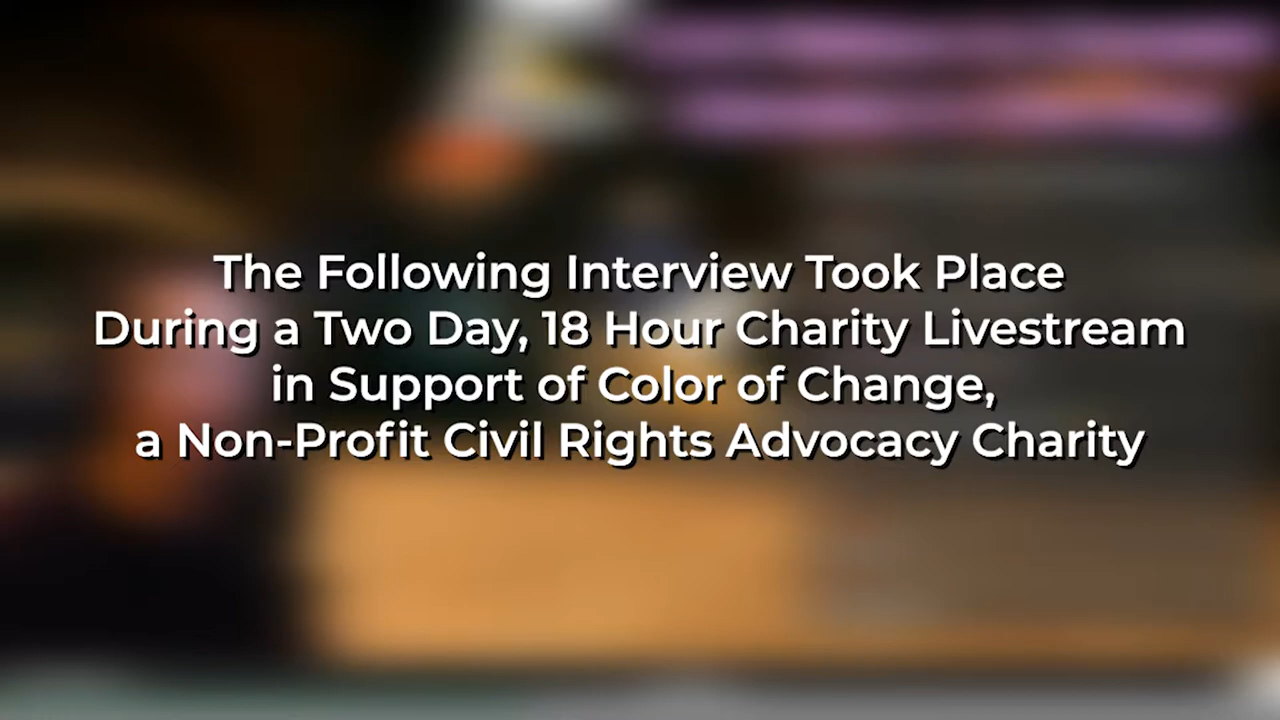 The Following Interview Took Place
During a Two Day, 18 Hour Charity Livestream
in Support of Color of Change,
a Non-Profit Civil Rights Advocacy Charity